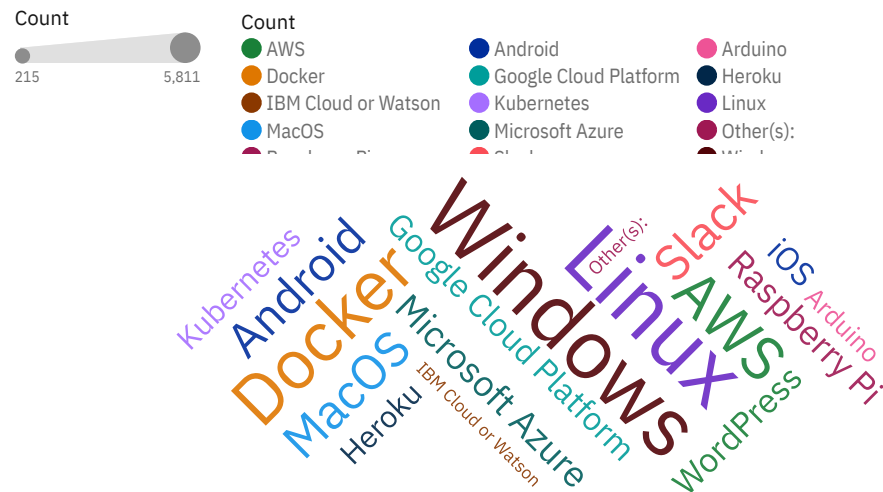 Count
215
5,811
Count
AWS
Android
Arduino
Docker
Google Cloud Platform
Heroku
IBM Cloud or Watson
Kubernetes
Linux
MacOS
Microsoft Azure
Other(s):
Kubernetes
Android
Docker
MacOS
Heroku
Google Cloud Platform
Microsoft Azure
IBM Cloud or Watson
Windows
Linux
Other(s):
Slack
AWS
WordPress
iOS
Raspberry Pi
Arduino